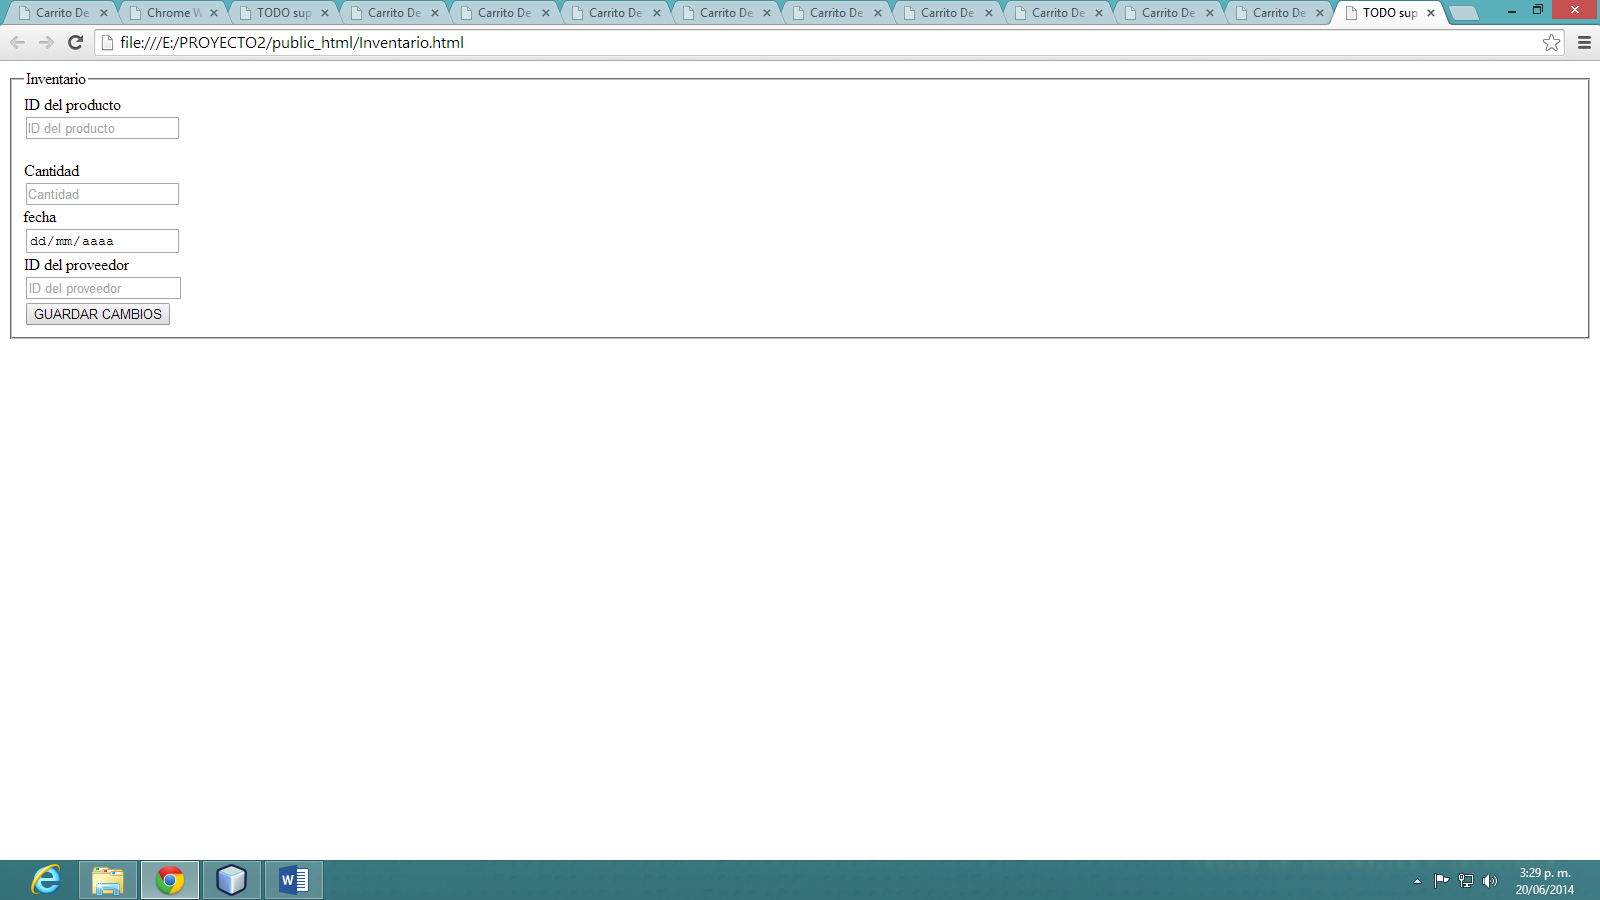 Carrito De
Chrome W
TODO sup
Carrito De
Carrito De
Carrito De
Carrito De
Carrito De
Carrito De
Carrito De
Carrito De
Carrito De
TODO sup
file:///E:/PROYECTO2/public_html/Inventario.html
Inventario
ID del producto
ID del producto
Cantidad
Cantidad
fecha
dd/mm/aaaa
ID del proveedor
ID del proveedor
GUARDAR CAMBIOS
3:29 p. m.
20/06/2014